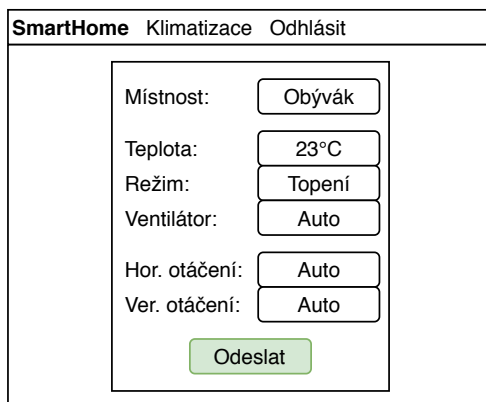 SmartHome Klimatizace Odhlásit
Místnost: Obývák
Teplota: 23°C
Režim: Topení
Ventilátor: Auto
Hor. otáčení: Auto
Ver. otáčení: Auto
Odeslat